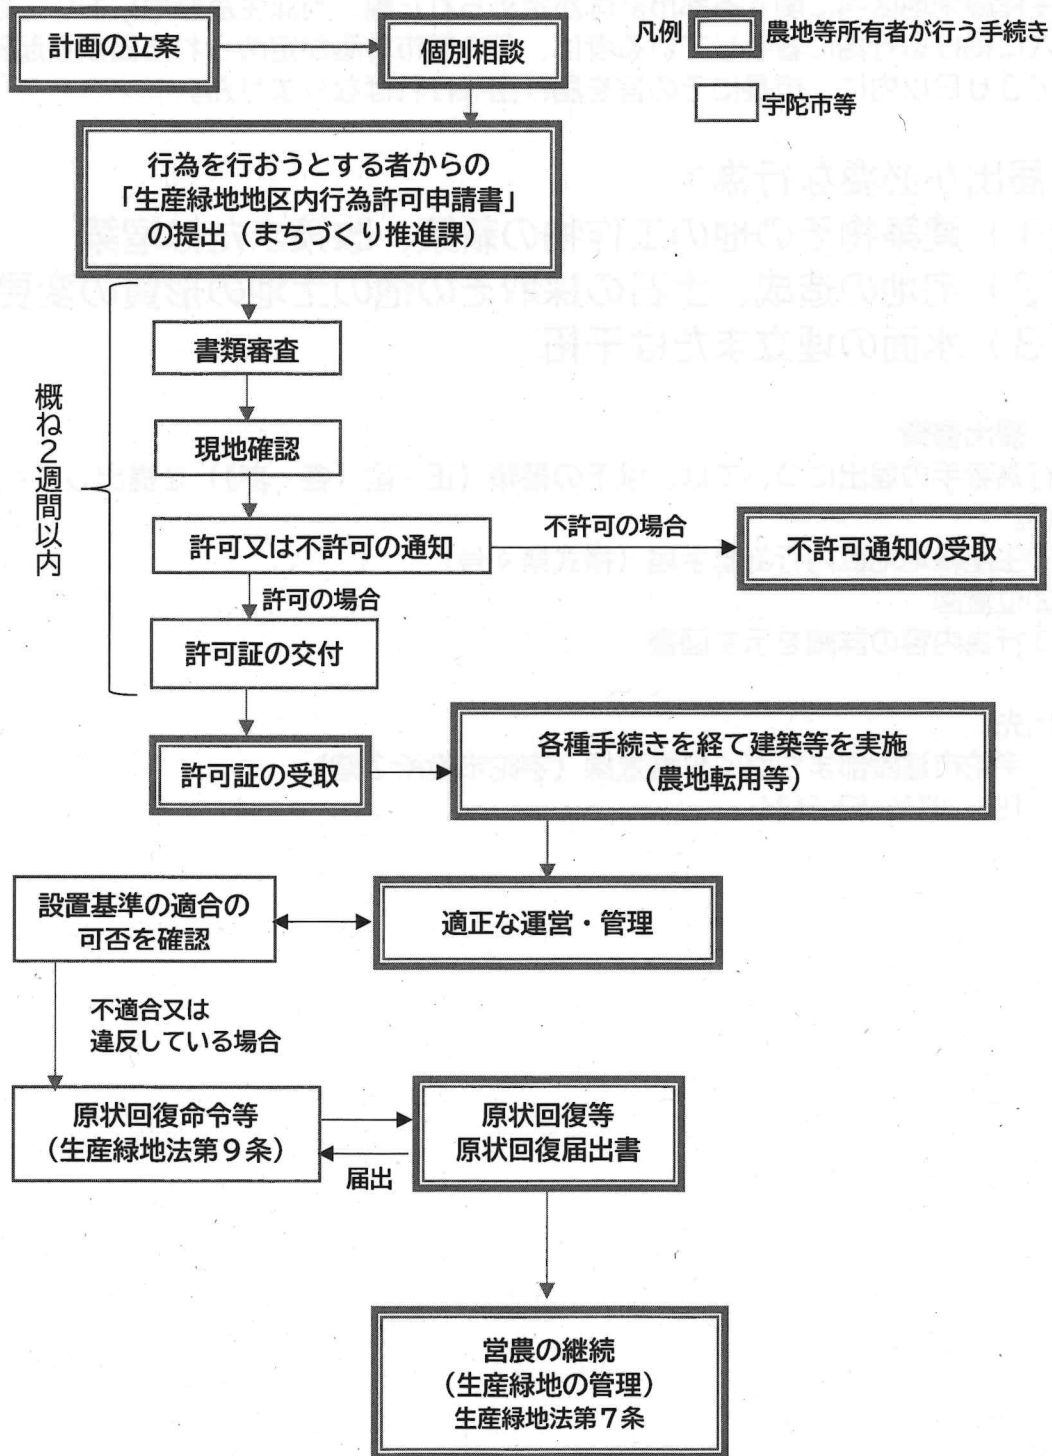 計画の立案
個別相談
凡例
農地等所有者が行う手続き
宇陀市等
行為を行おうとする者からの
「生産緑地地区内行為許可申請書」
の提出（まちづくり推進課）
概ね２週間以内
書類審査
現地確認
許可又は不許可の通知
不許可の場合
不許可通知の受取
許可の場合
許可証の交付
許可証の受取
各種手続きを経て建築等を実施
（農地転用等）
設置基準の適合の
可否を確認
適正な運営・管理
不適合又は
違反している場合
原状回復命令等
（生産緑地法第９条）
届出
原状回復等
原状回復届出書
営農の継続
（生産緑地の管理）
生産緑地法第７条